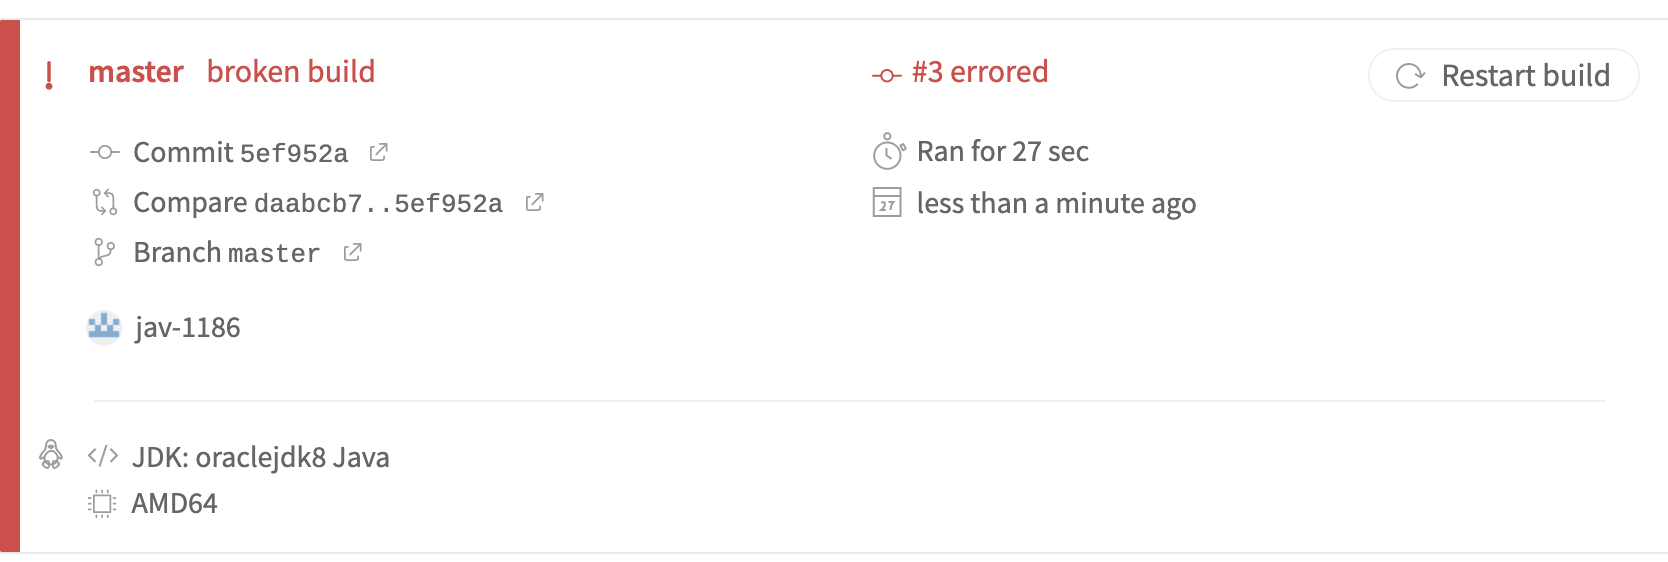 master broken build
#3 errored
Restart build
Commit 5ef952a
Ran for 27 sec
Compare daabcb7..5ef952a
27
less than a minute ago
Branch master
jav-1186
JDK: oraclejdk8 Java
AMD64